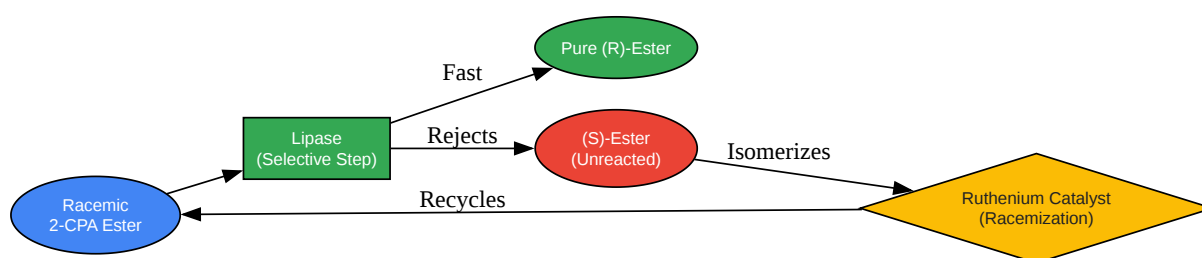 Pure (R)-Ester
Fast
Lipase
(Selective Step)
Rejects
(S)-Ester
(Unreacted)
Isomerizes
Racemic
2-CPA Ester
Recycles
Ruthenium Catalyst
(Racemization)